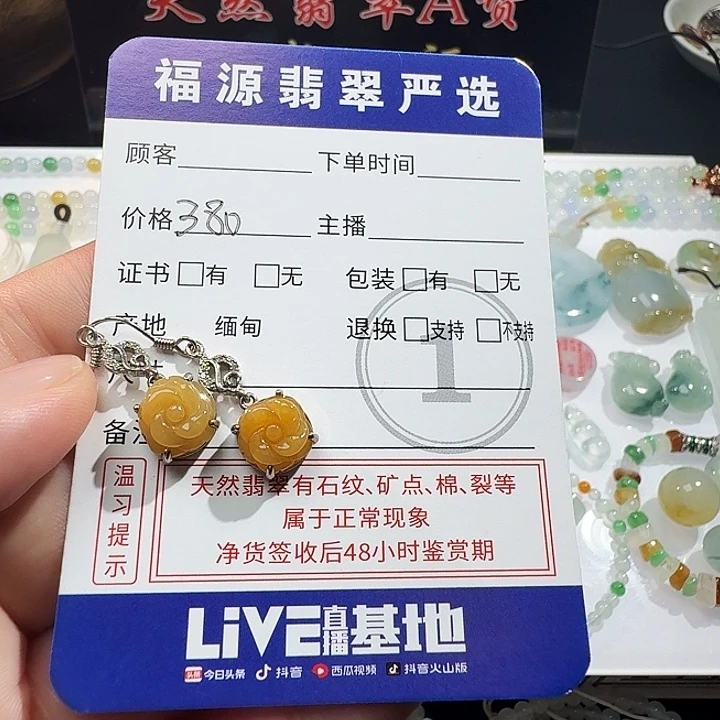 天然翡翠A货
福源翡翠严选
顾客 下单时间
价格 380 主播
证书 有 无 包装 有 无
产地 缅甸 退换 支持 不支持
1
备注
温习提示
天然翡翠有石纹、矿点、棉、裂等
属于正常现象
净货签收后48小时鉴赏期
LiVE直播基地
头条 今日头条 抖音 西瓜视频 抖音火山版